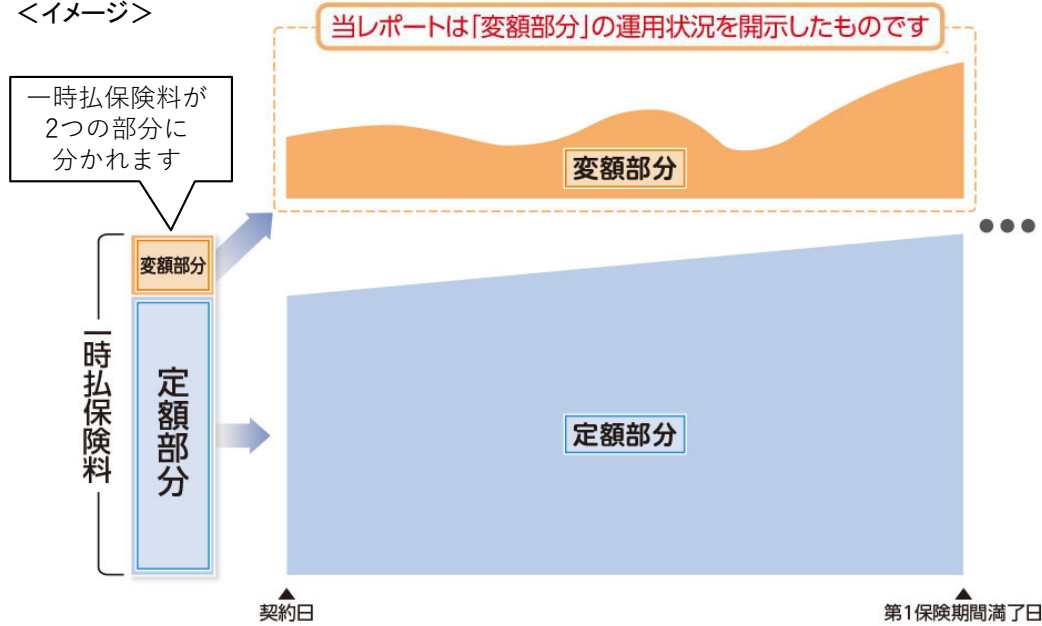 ＜イメージ＞
当レポートは「変額部分」の運用状況を開示したものです
一時払保険料が
2つの部分に
分かれます
変額部分
変額部分
一時払保険料
定額部分
定額部分
契約日
第1保険期間満了日